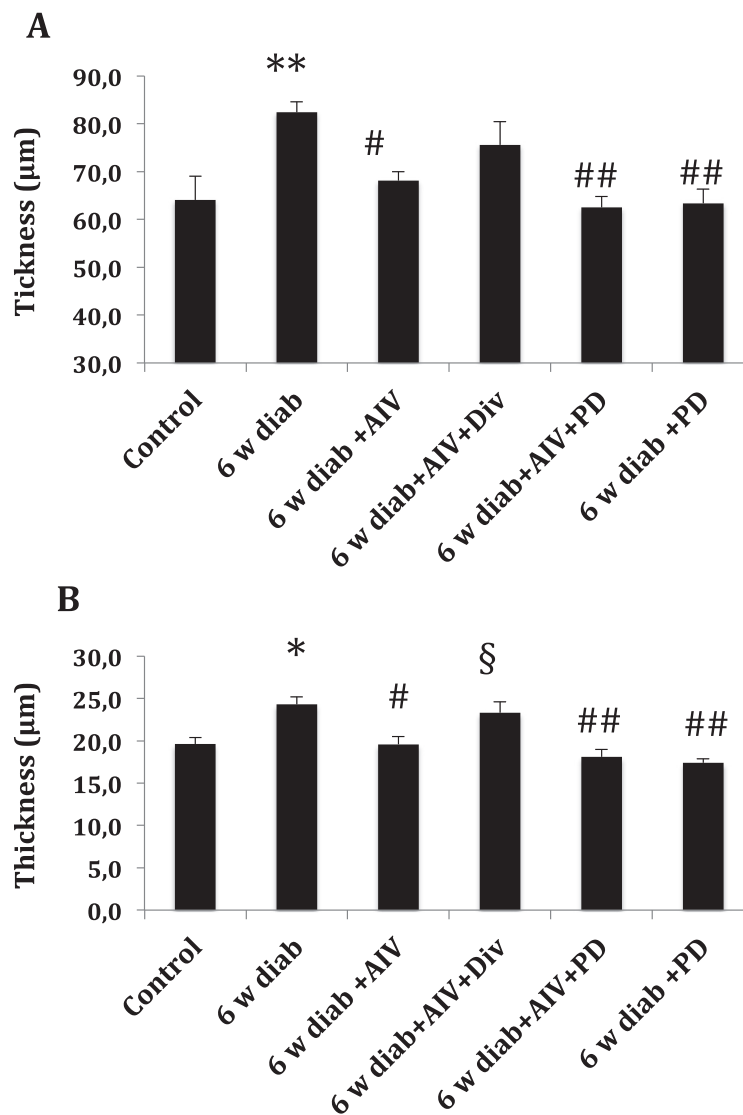 A
**
90,0
80,0
#
70,0
##
##
60,0
50,0
40,0
30,0
Tickness (μm)
Control
6 w diab
6 w diab +AIV
6 w diab+AIV+Div
6 w diab+AIV+PD
6 w diab +PD
B
30,0
*
§
25,0
#
##
##
20,0
15,0
10,0
5,0
0,0
Thickness (μm)
Control
6 w diab
6 w diab +AIV
6 w diab+AIV+Div
6 w diab+AIV+PD
6 w diab +PD